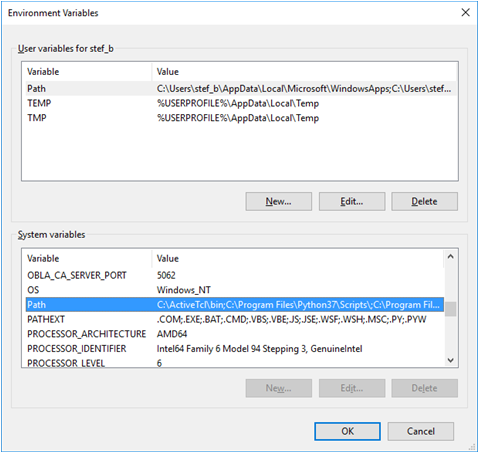 Environment Variables
User variables for stef_b
Variable Value
Path C:\Users\stef_b\AppData\Local\Microsoft\WindowsApps;C:\Users\stef...
TEMP %USERPROFILE%\AppData\Local\Temp
TMP %USERPROFILE%\AppData\Local\Temp
New... Edit... Delete
System variables
Variable Value
OBLA_CA_SERVER_PORT 5062
OS Windows_NT
Path C:\ActiveTcl\bin;C:\Program Files\Python37\Scripts\;C:\Program Fil...
PATHEXT .COM;.EXE;.BAT;.CMD;.VBS;.VBE;.JS;.JSE;.WSF;.WSH;.MSC;.PY;.PYW
PROCESSOR_ARCHITECTURE AMD64
PROCESSOR_IDENTIFIER Intel64 Family 6 Model 94 Stepping 3, GenuineIntel
PROCESSOR_LEVEL 6
New... Edit... Delete
OK Cancel